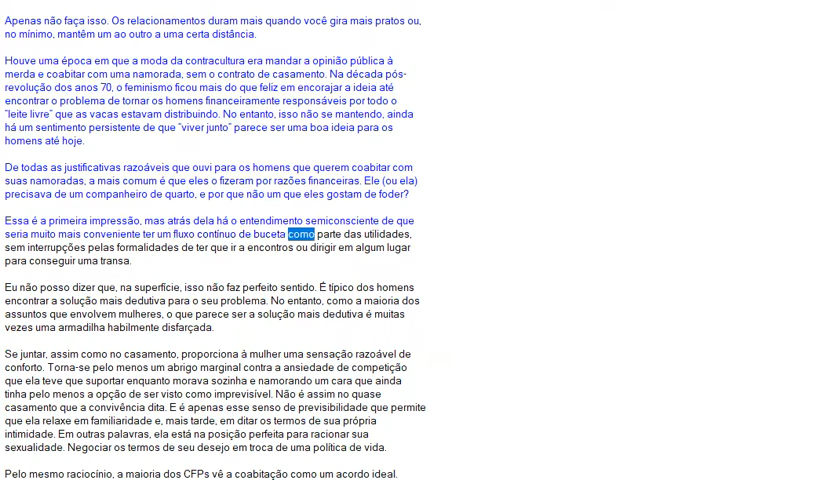 Apenas não faça isso. Os relacionamentos duram mais quando você gira mais pratos ou,
no mínimo, mantêm um ao outro a uma certa distância.
Houve uma época em que a moda da contracultura era mandar a opinião pública à
merda e coabitar com uma namorada, sem o contrato de casamento. Na década pós-
revolução dos anos 70, o feminismo ficou mais do que feliz em encorajar a ideia até
encontrar o problema de tornar os homens financeiramente responsáveis por todo o
"leite livre" que as vacas estavam distribuindo. No entanto, isso não se mantendo, ainda
há um sentimento persistente de que "viver junto" parece ser uma boa ideia para os
homens até hoje.
De todas as justificativas razoáveis que ouvi para os homens que querem coabitar com
suas namoradas, a mais comum é que eles o fizeram por razões financeiras. Ele (ou ela)
precisava de um companheiro de quarto, e por que não um que eles gostam de foder?
Essa é a primeira impressão, mas atrás dela há o entendimento semiconsciente de que
seria muito mais conveniente ter um fluxo contínuo de buceta como parte das utilidades,
sem interrupções pelas formalidades de ter que ir a encontros ou dirigir em algum lugar
para conseguir uma transa.
Eu não posso dizer que, na superfície, isso não faz perfeito sentido. É típico dos homens
encontrar a solução mais dedutiva para o seu problema. No entanto, como a maioria dos
assuntos que envolvem mulheres, o que parece ser a solução mais dedutiva é muitas
vezes uma armadilha habilmente disfarçada.
Se juntar, assim como no casamento, proporciona à mulher uma sensação razoável de
conforto. Torna-se pelo menos um abrigo marginal contra a ansiedade de competição
que ela teve que suportar enquanto morava sozinha e namorando um cara que ainda
tinha pelo menos a opção de ser visto como imprevisível. Não é assim no quase
casamento que a convivência dita. E é apenas esse senso de previsibilidade que permite
que ela relaxe em familiaridade e, mais tarde, em ditar os termos de sua própria
intimidade. Em outras palavras, ela está na posição perfeita para racionar sua
sexualidade. Negociar os termos de seu desejo em troca de uma política de vida.
Pelo mesmo raciocínio, a maioria dos CFPs vê a coabitação como um acordo ideal.